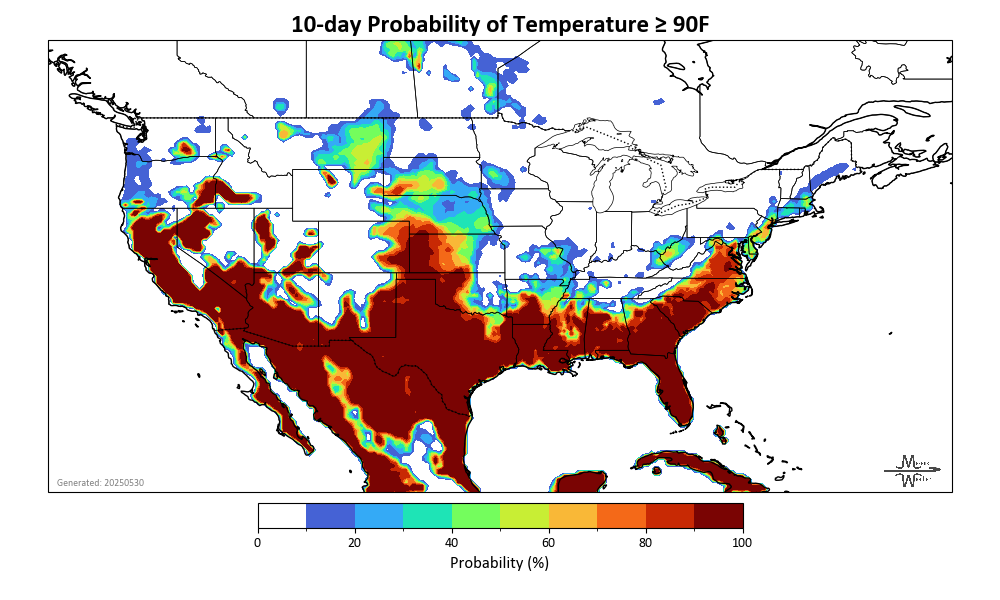 10-day Probability of Temperature ≥ 90F
Generated: 20250530
0 20 40 60 80 100
Probability (%)